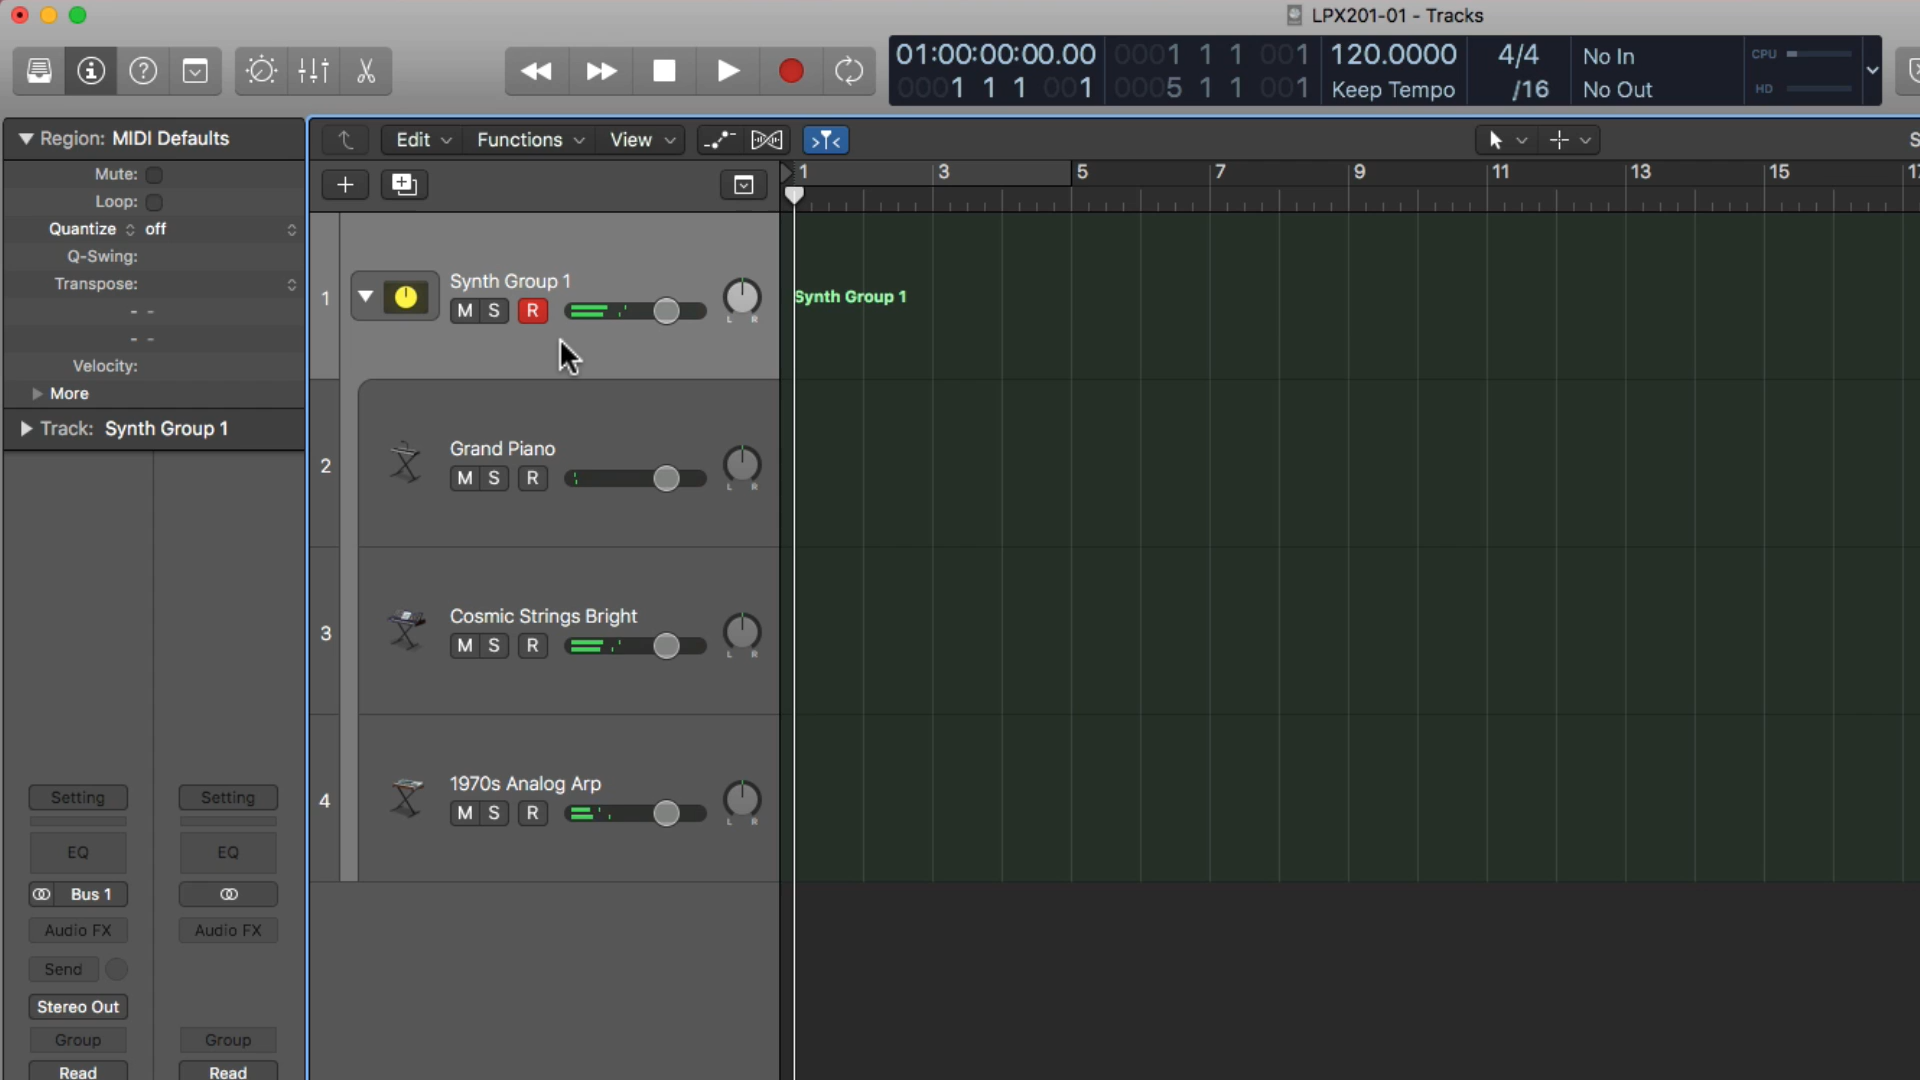 LPX201-01 - Tracks
01:00:00:00.00 0001 1 1 001 120.0000 4/4 No In CPU
0001 1 1 001 0005 1 1 001 Keep Tempo /16 No Out HD
Region: MIDI Defaults
Edit Functions View
Mute:
Loop:
Quantize off
Q-Swing:
Transpose:
- -
- -
Velocity:
More
Track: Synth Group 1
1 3 5 7 9 11 13 15
1 Synth Group 1
M S R L R
Synth Group 1
2 Grand Piano
M S R L R
3 Cosmic Strings Bright
M S R L R
4 1970s Analog Arp
M S R L R
Setting Setting
EQ EQ
Bus 1
Audio FX Audio FX
Send
Stereo Out
Group Group
Read Read